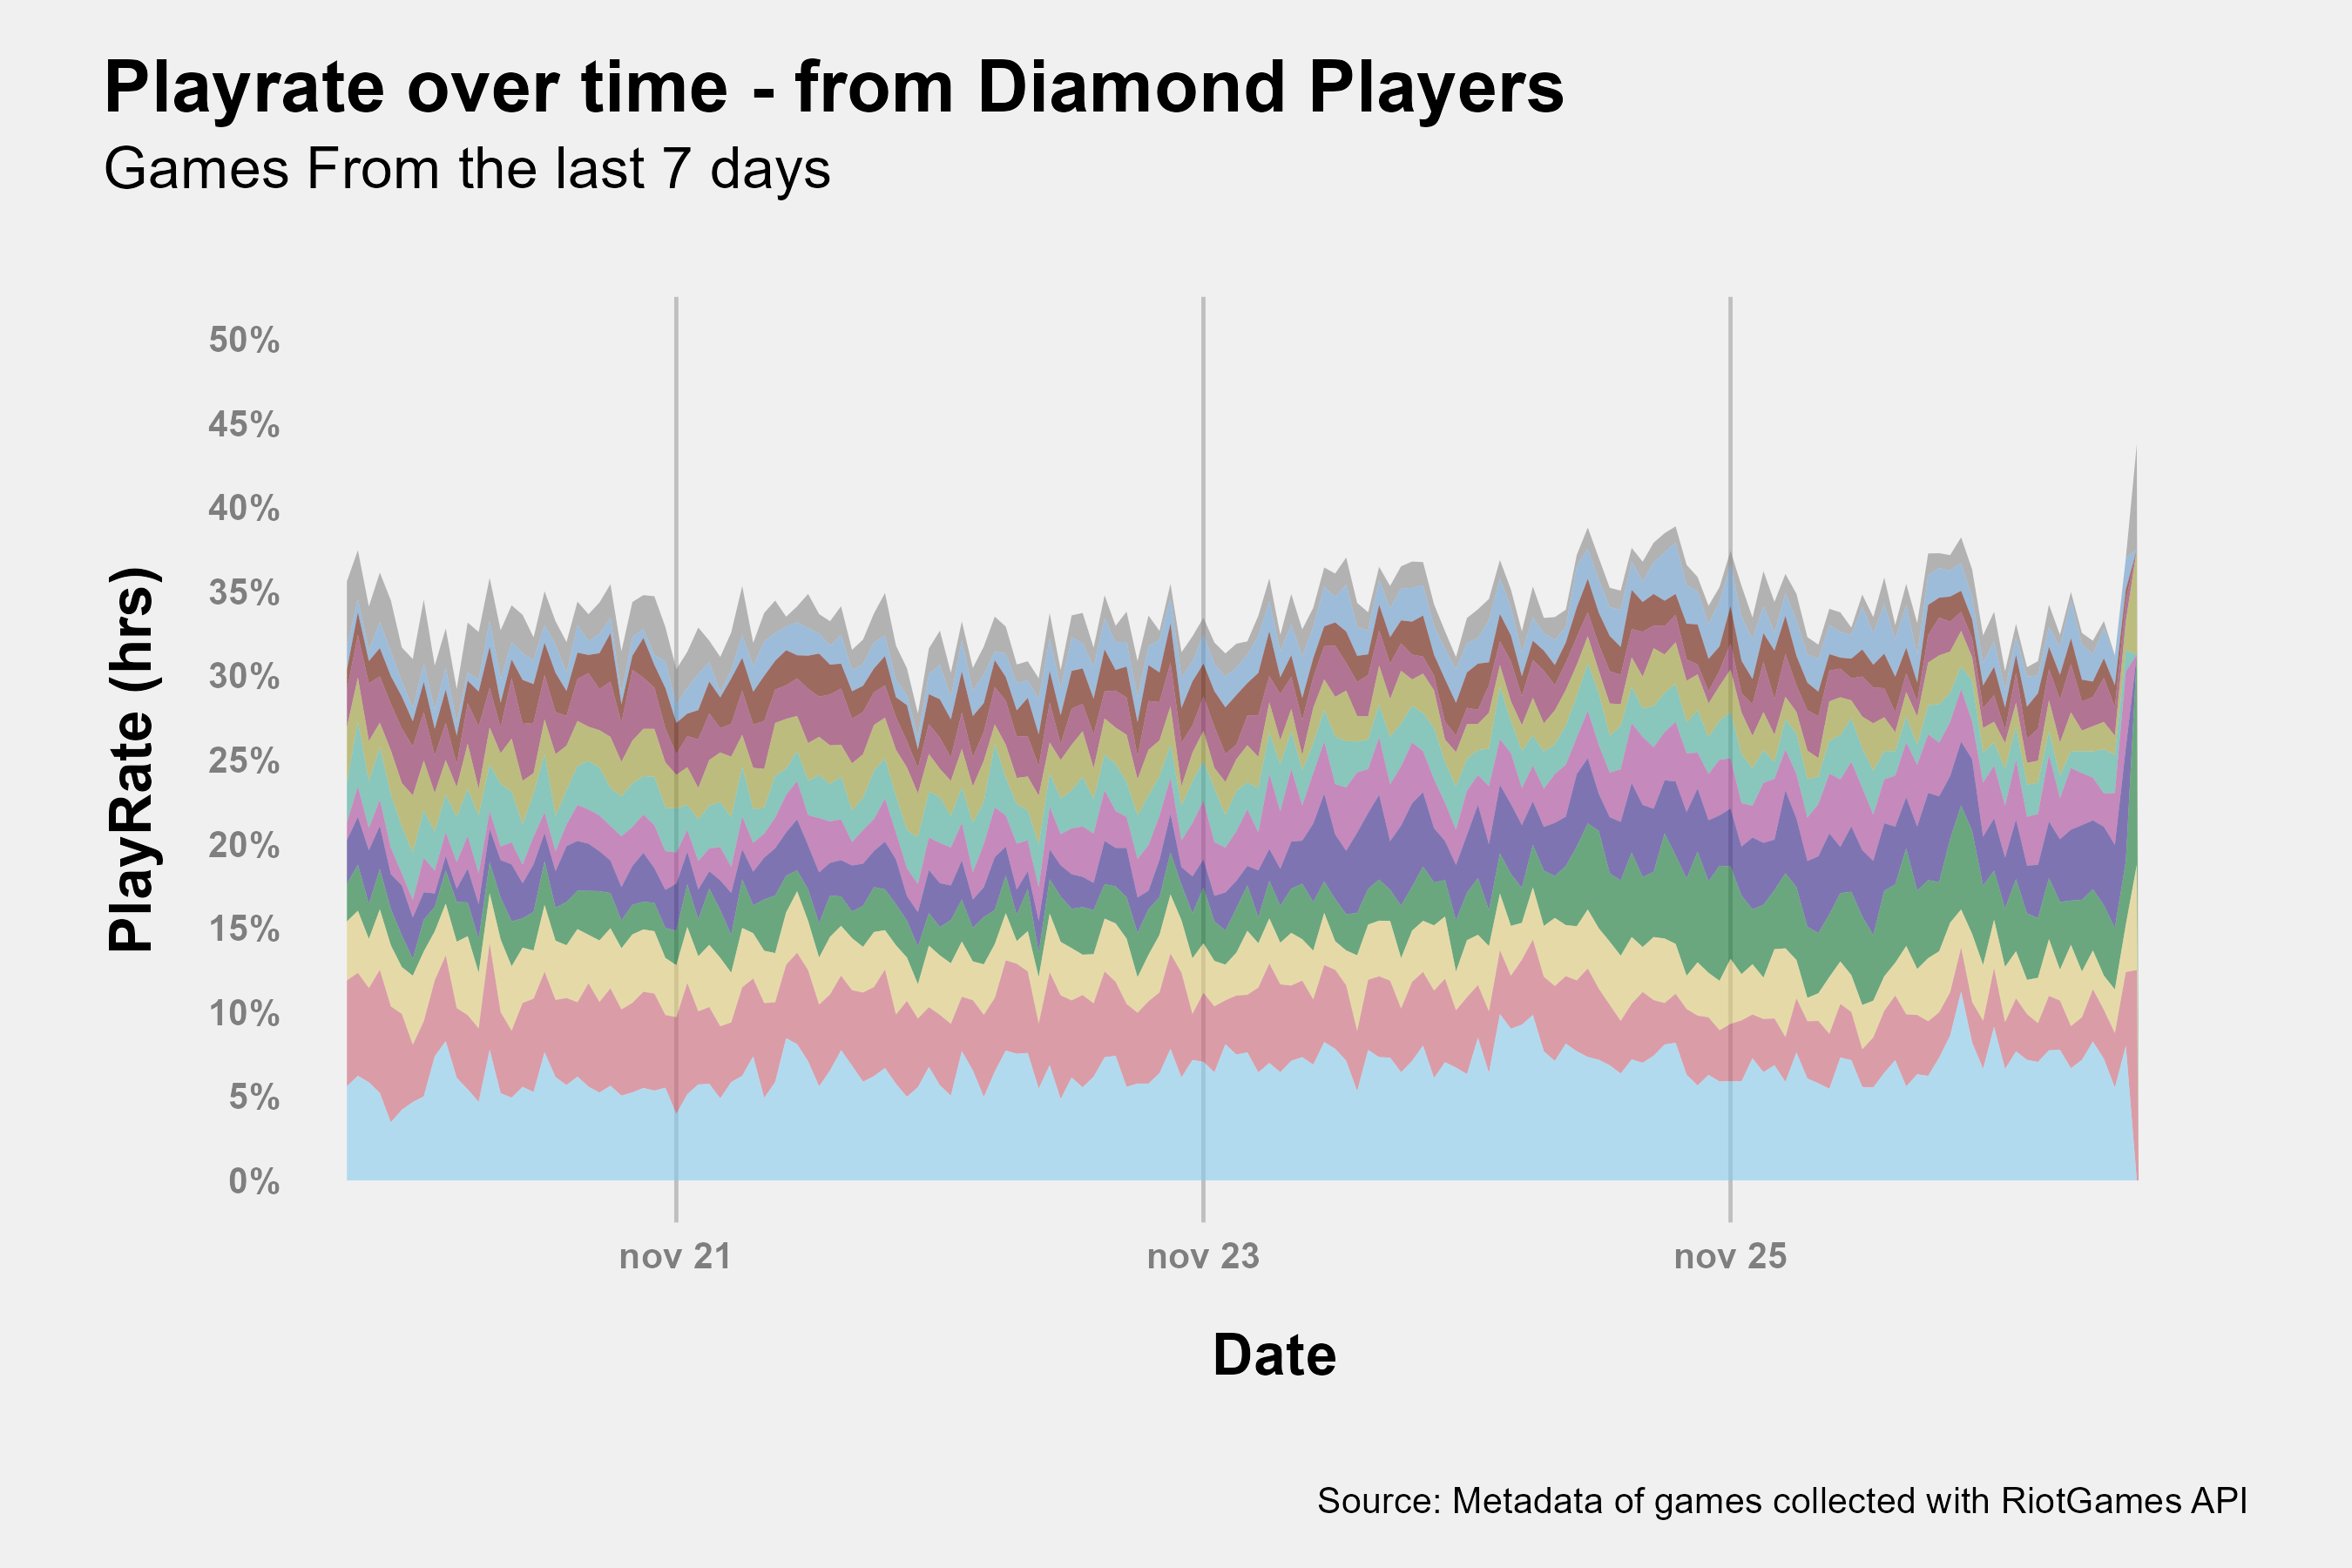 Playrate over time - from Diamond Players
Games From the last 7 days
50%
45%
40%
35%
30%
25%
20%
15%
10%
5%
0%
PlayRate (hrs)
nov 21
nov 23
nov 25
Date
Source: Metadata of games collected with RiotGames API